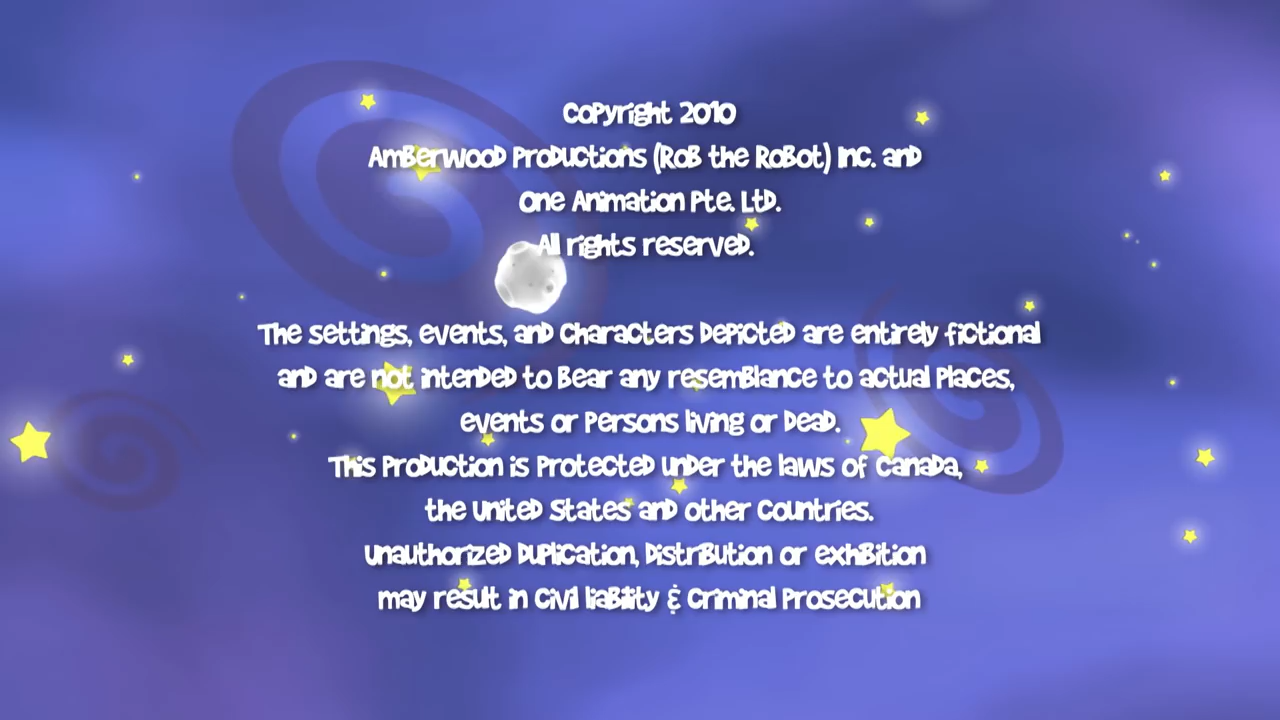 Copyright 2010
Amberwood Productions (Rob the Robot) Inc. and
One Animation Pte. Ltd.
All rights reserved.
The settings, events, and characters depicted are entirely fictional
and are not intended to bear any resemblance to actual places,
events or persons living or dead.
This production is protected under the laws of Canada,
the United States and other countries.
Unauthorized duplication, distribution or exhibition
may result in civil liability & criminal prosecution